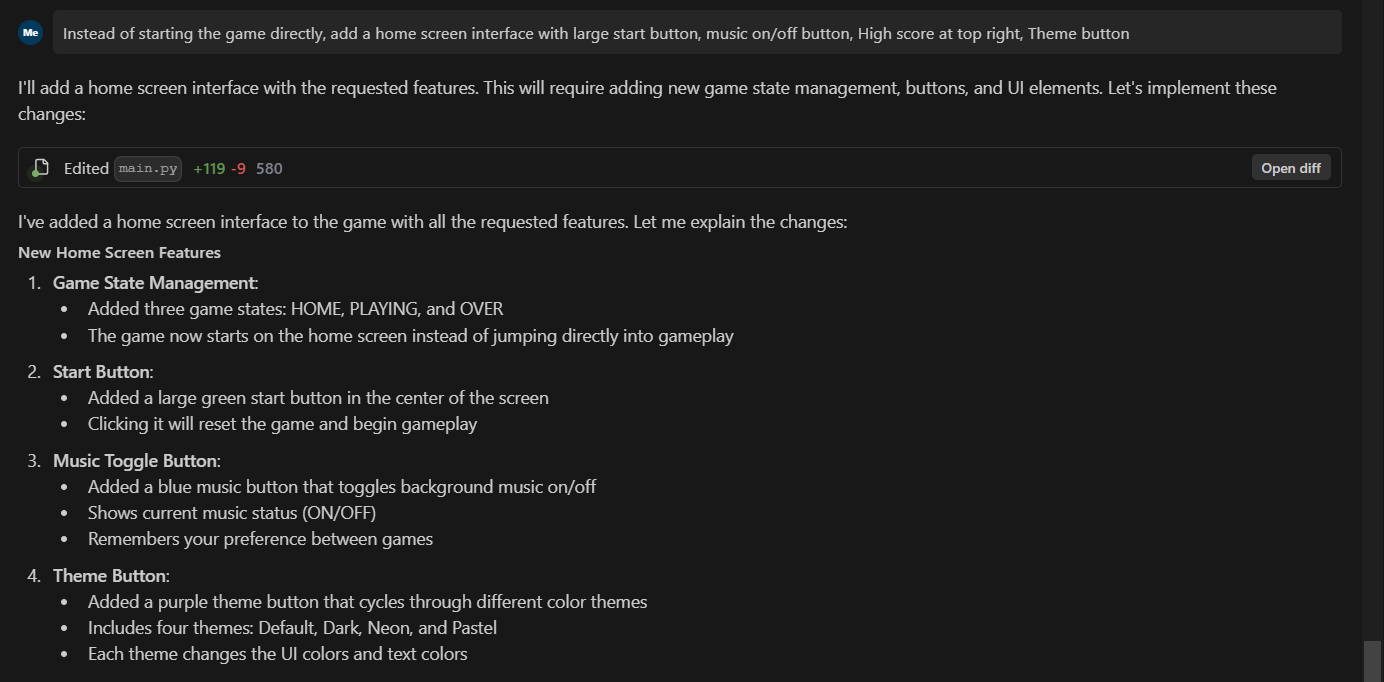 Me
Instead of starting the game directly, add a home screen interface with large start button, music on/off button, High score at top right, Theme button
I'll add a home screen interface with the requested features. This will require adding new game state management, buttons, and UI elements. Let's implement these
changes:
Edited main.py +119 -9 580 Open diff
I've added a home screen interface to the game with all the requested features. Let me explain the changes:
New Home Screen Features
1. Game State Management:
• Added three game states: HOME, PLAYING, and OVER
• The game now starts on the home screen instead of jumping directly into gameplay
2. Start Button:
• Added a large green start button in the center of the screen
• Clicking it will reset the game and begin gameplay
3. Music Toggle Button:
• Added a blue music button that toggles background music on/off
• Shows current music status (ON/OFF)
• Remembers your preference between games
4. Theme Button:
• Added a purple theme button that cycles through different color themes
• Includes four themes: Default, Dark, Neon, and Pastel
• Each theme changes the UI colors and text colors